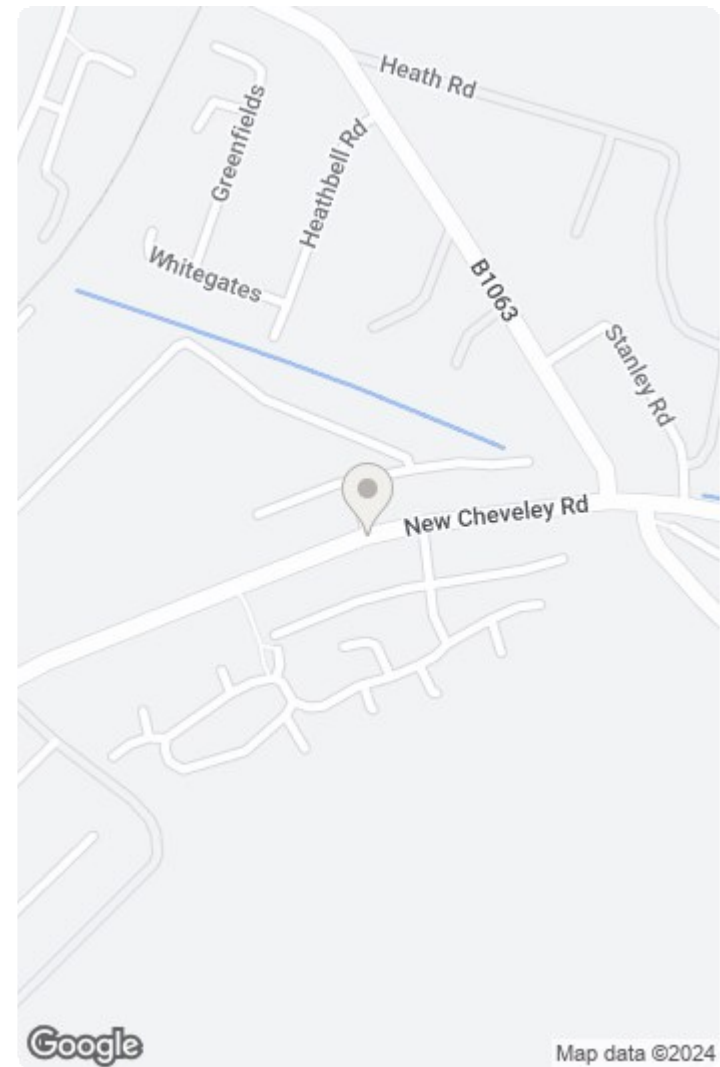 Heath Rd
Greenfields
Heathbell Rd
Whitegates
B1063
Stanley Rd
New Cheveley Rd
Google
Map data ©2024